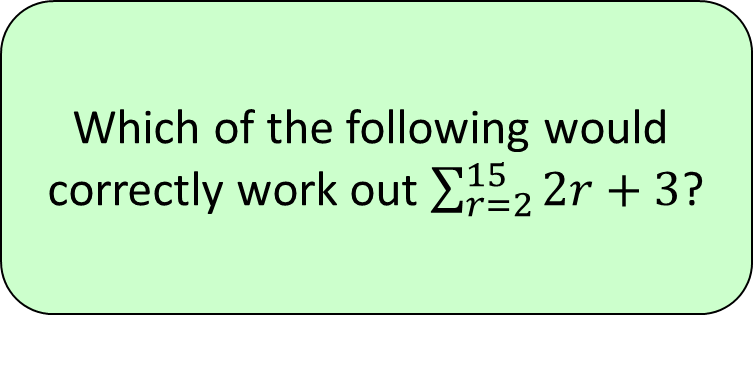 Which of the following would
correctly work out ∑_{r=2}^{15} 2r + 3?